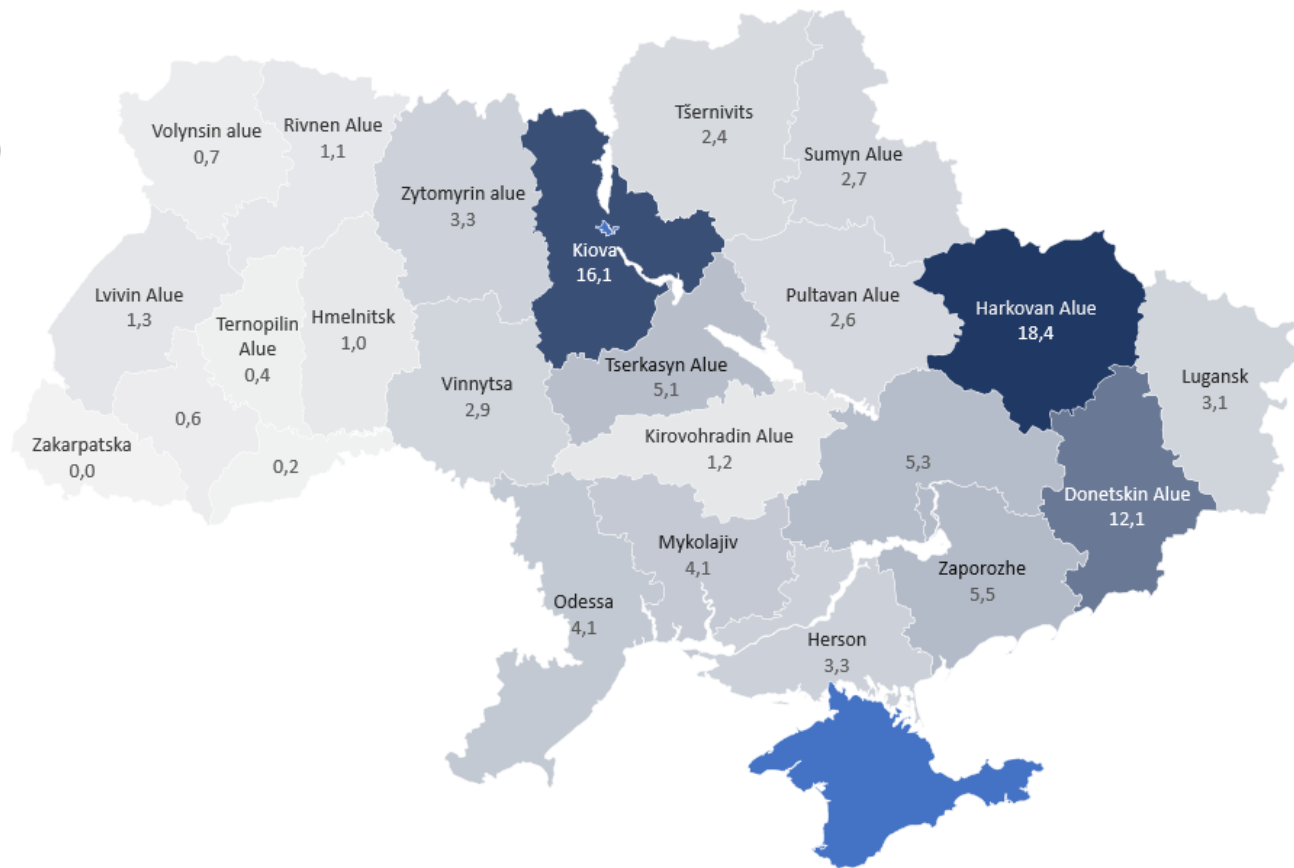 Volynsin alue
0,7
Rivnen Alue
1,1
Zytomyrin alue
3,3
Kiova
16,1
Tšernivits
2,4
Sumyn Alue
2,7
Lvivin Alue
1,3
Ternopilin
Alue
0,4
Hmelnitsk
1,0
Pultavan Alue
2,6
Harkovan Alue
18,4
Lugansk
3,1
Vinnytsa
2,9
Tserkasyn Alue
5,1
Zakarpatska
0,0
0,6
0,2
Kirovohradin Alue
1,2
5,3
Donetskin Alue
12,1
Odessa
4,1
Mykolajiv
4,1
Zaporozhe
5,5
Herson
3,3